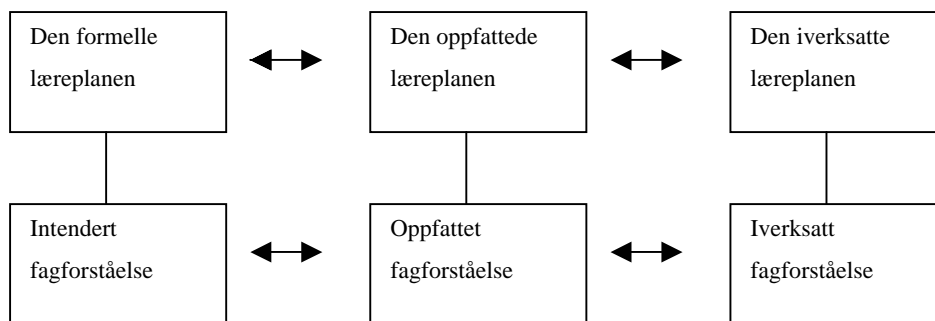 Den formelle
læreplanen
Den oppfattede
læreplanen
Den iverksatte
læreplanen
Intendert
fagforståelse
Oppfattet
fagforståelse
Iverksatt
fagforståelse